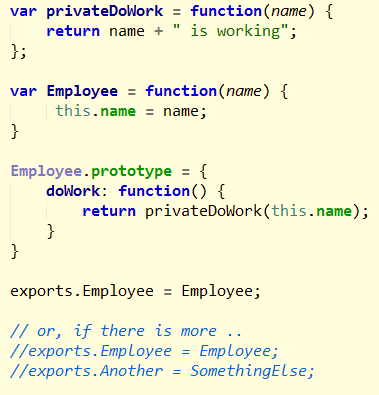 var privateDoWork = function(name) {
    return name + " is working";
};

var Employee = function(name) {
     this.name = name;
}

Employee.prototype = {
    doWork: function() {
        return privateDoWork(this.name);
    }
}

exports.Employee = Employee;

// or, if there is more ..
//exports.Employee = Employee;
//exports.Another = SomethingElse;